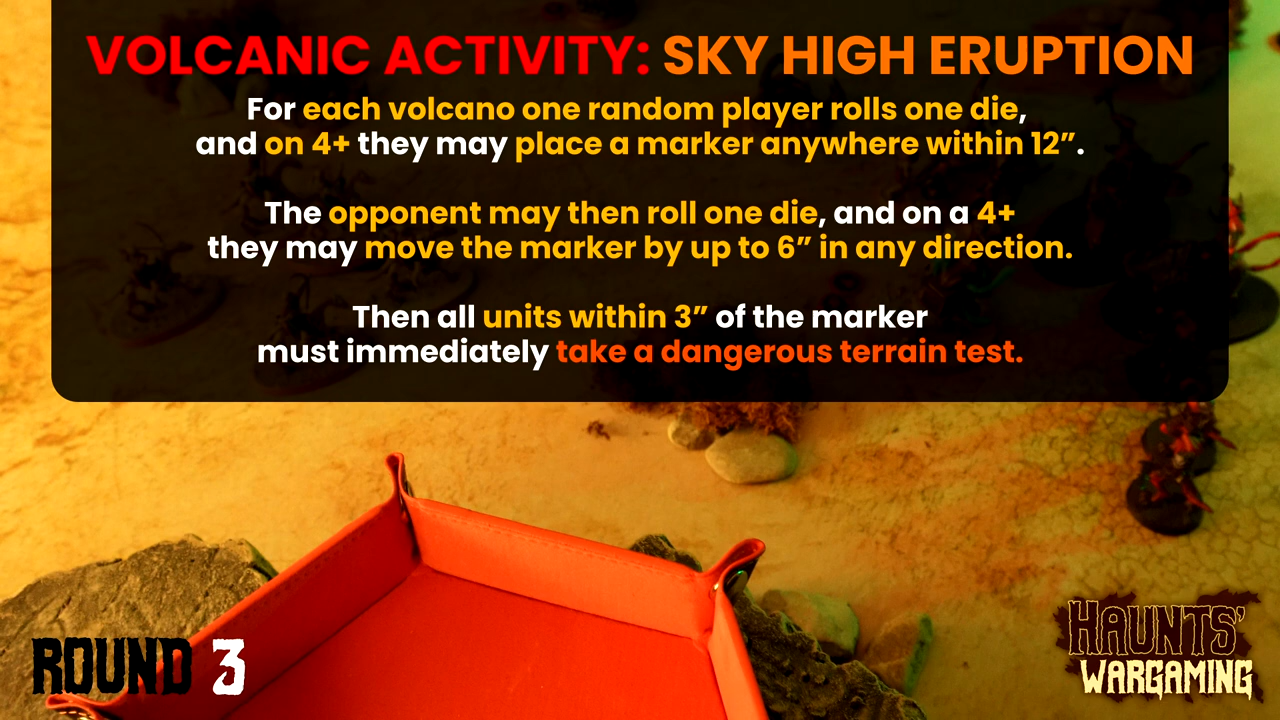 VOLCANIC ACTIVITY: SKY HIGH ERUPTION
For each volcano one random player rolls one die,
and on 4+ they may place a marker anywhere within 12”.
The opponent may then roll one die, and on a 4+
they may move the marker by up to 6” in any direction.
Then all units within 3” of the marker
must immediately take a dangerous terrain test.
ROUND 3
HAUNTS’
WARGAMING